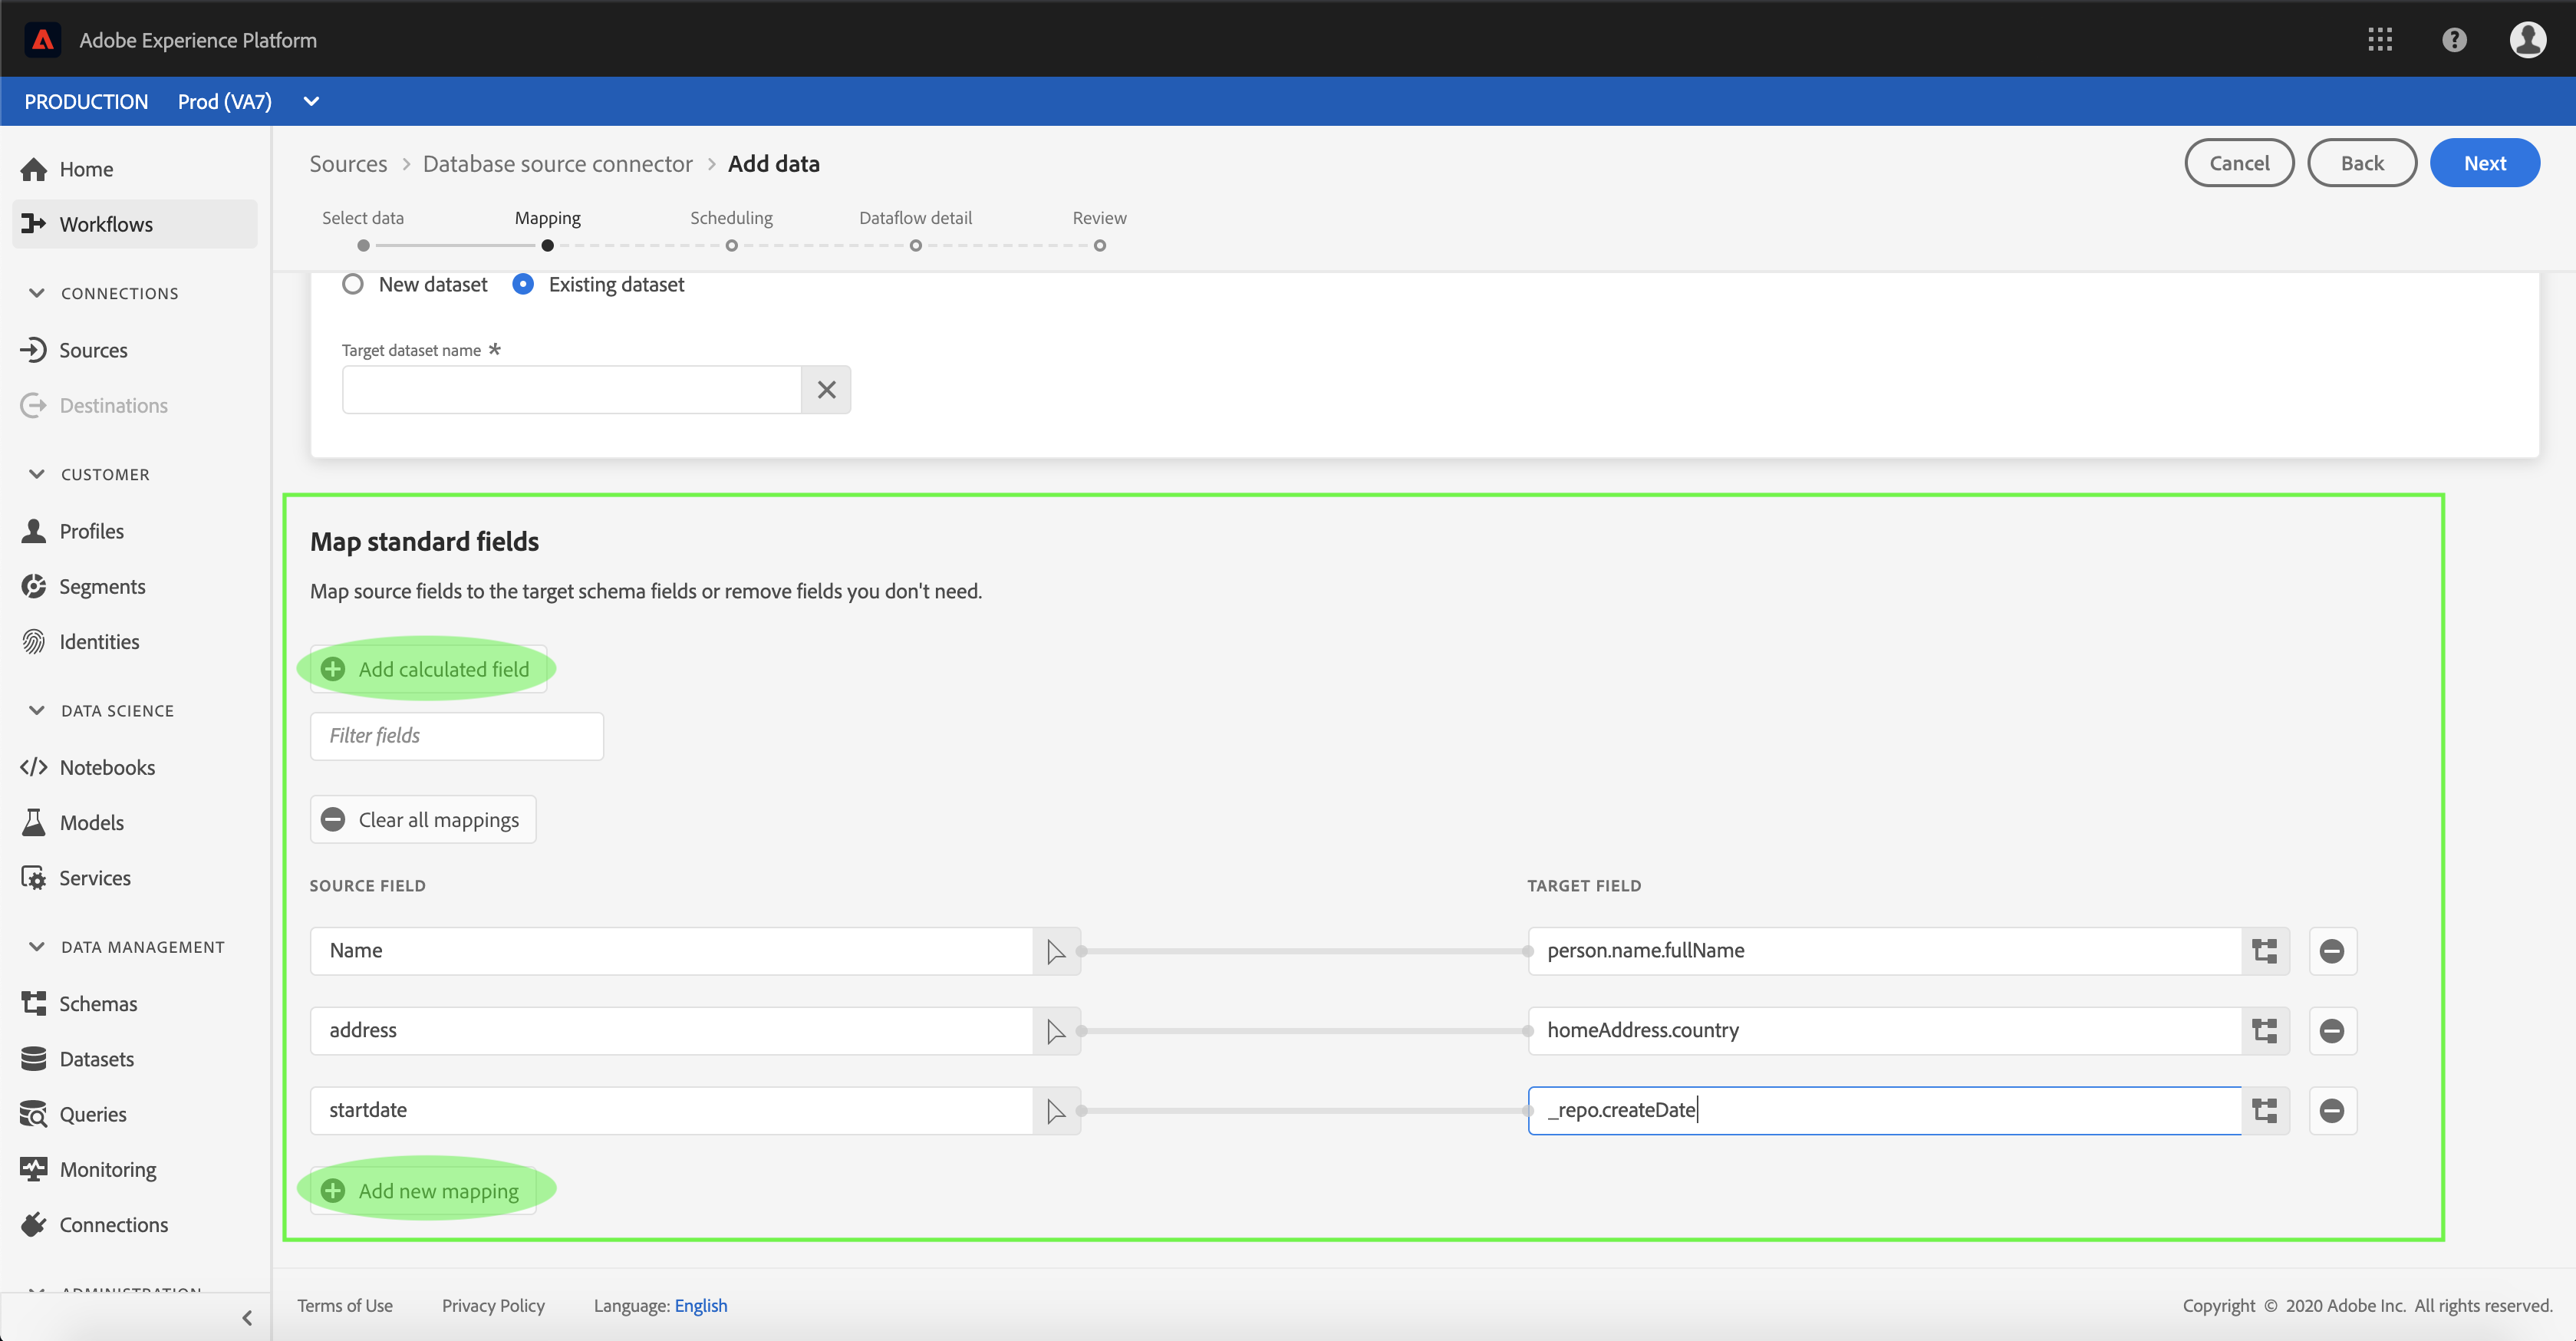 Adobe Experience Platform
PRODUCTION Prod (VA7)
Home
Workflows
CONNECTIONS
Sources
Destinations
CUSTOMER
Profiles
Segments
Identities
DATA SCIENCE
Notebooks
Models
Services
DATA MANAGEMENT
Schemas
Datasets
Queries
Monitoring
Connections
ADMINISTRATION
Sources > Database source connector > Add data
Cancel Back Next
Select data Mapping Scheduling Dataflow detail Review
New dataset Existing dataset
Target dataset name *
Map standard fields
Map source fields to the target schema fields or remove fields you don't need.
Add calculated field
Filter fields
Clear all mappings
SOURCE FIELD TARGET FIELD
Name person.name.fullName
address homeAddress.country
startdate _repo.createDate
Add new mapping
Terms of Use Privacy Policy Language: English Copyright © 2020 Adobe Inc. All rights reserved.